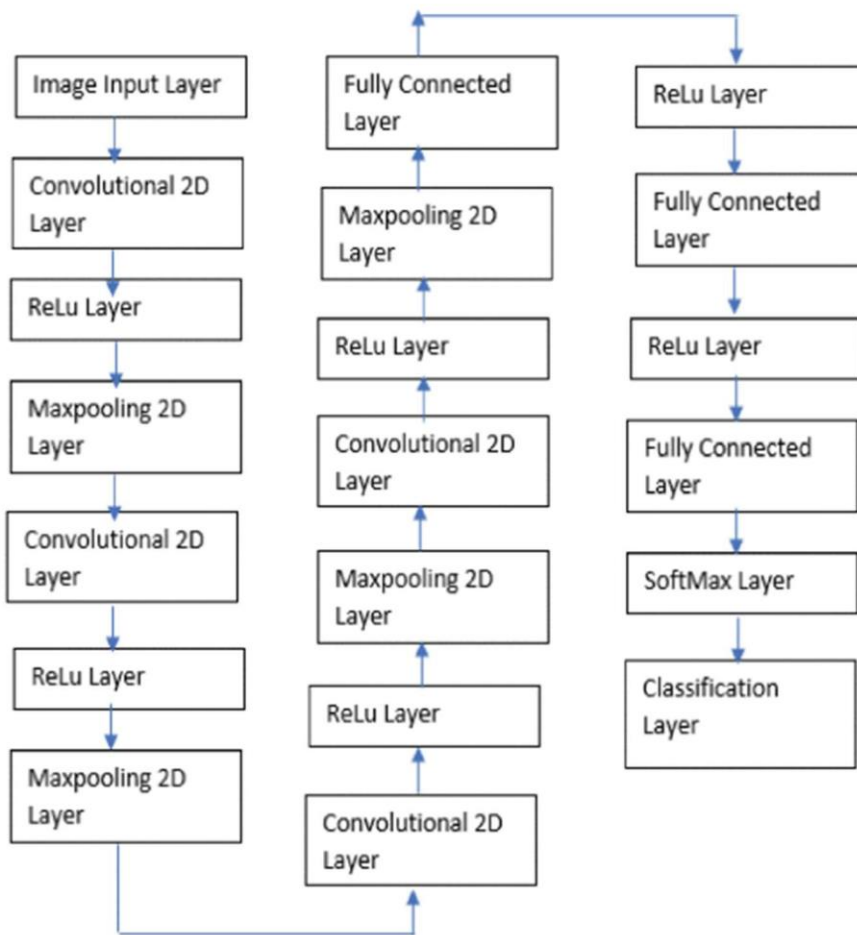 Image Input Layer
Convolutional 2D
Layer
ReLu Layer
Maxpooling 2D
Layer
Convolutional 2D
Layer
ReLu Layer
Maxpooling 2D
Layer
Convolutional 2D
Layer
ReLu Layer
Maxpooling 2D
Layer
Convolutional 2D
Layer
ReLu Layer
Maxpooling 2D
Layer
Fully Connected
Layer
ReLu Layer
Fully Connected
Layer
ReLu Layer
Fully Connected
Layer
SoftMax Layer
Classification
Layer